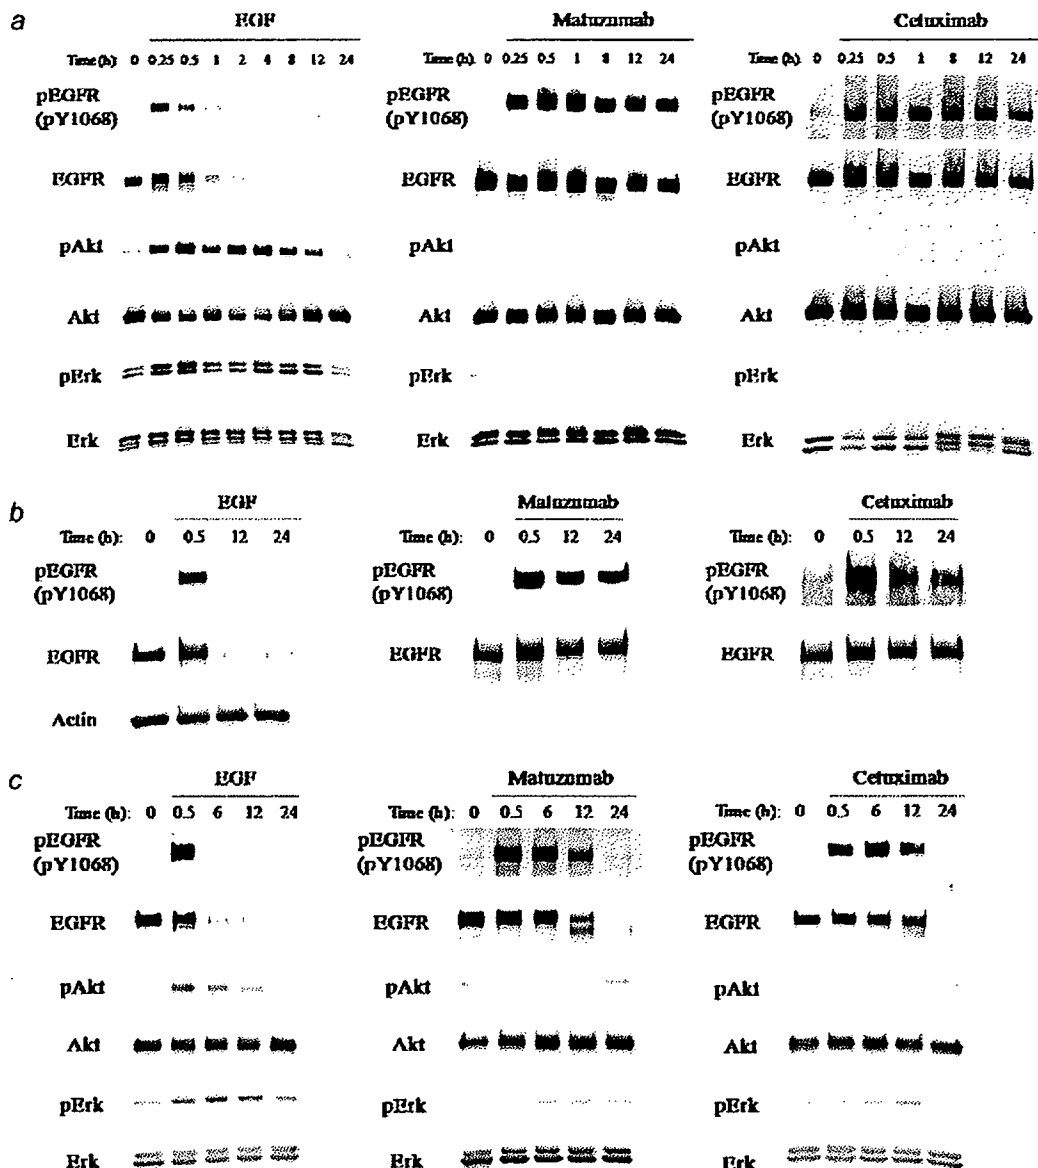 a
EGF
Matuzumab
Cetuximab
Time (h) 0 0.25 0.5 1 2 4 8 12 24
Time (h) 0 0.25 0.5 1 8 12 24
Time (h) 0 0.25 0.5 1 8 12 24
pEGFR (pY1068)
pEGFR (pY1068)
pEGFR (pY1068)
EGFR
EGFR
EGFR
pAkt
pAkt
pAkt
Akt
Akt
Akt
pErk
pErk
pErk
Erk
Erk
Erk
b
EGF
Matuzumab
Cetuximab
Time (h): 0 0.5 12 24
Time (h): 0 0.5 12 24
Time (h): 0 0.5 12 24
pEGFR (pY1068)
pEGFR (pY1068)
pEGFR (pY1068)
EGFR
EGFR
EGFR
Actin
c
EGF
Matuzumab
Cetuximab
Time (h): 0 0.5 6 12 24
Time (h): 0 0.5 6 12 24
Time (h): 0 0.5 6 12 24
pEGFR (pY1068)
pEGFR (pY1068)
pEGFR (pY1068)
EGFR
EGFR
EGFR
pAkt
pAkt
pAkt
Akt
Akt
Akt
pErk
pErk
pErk
Erk
Erk
Erk